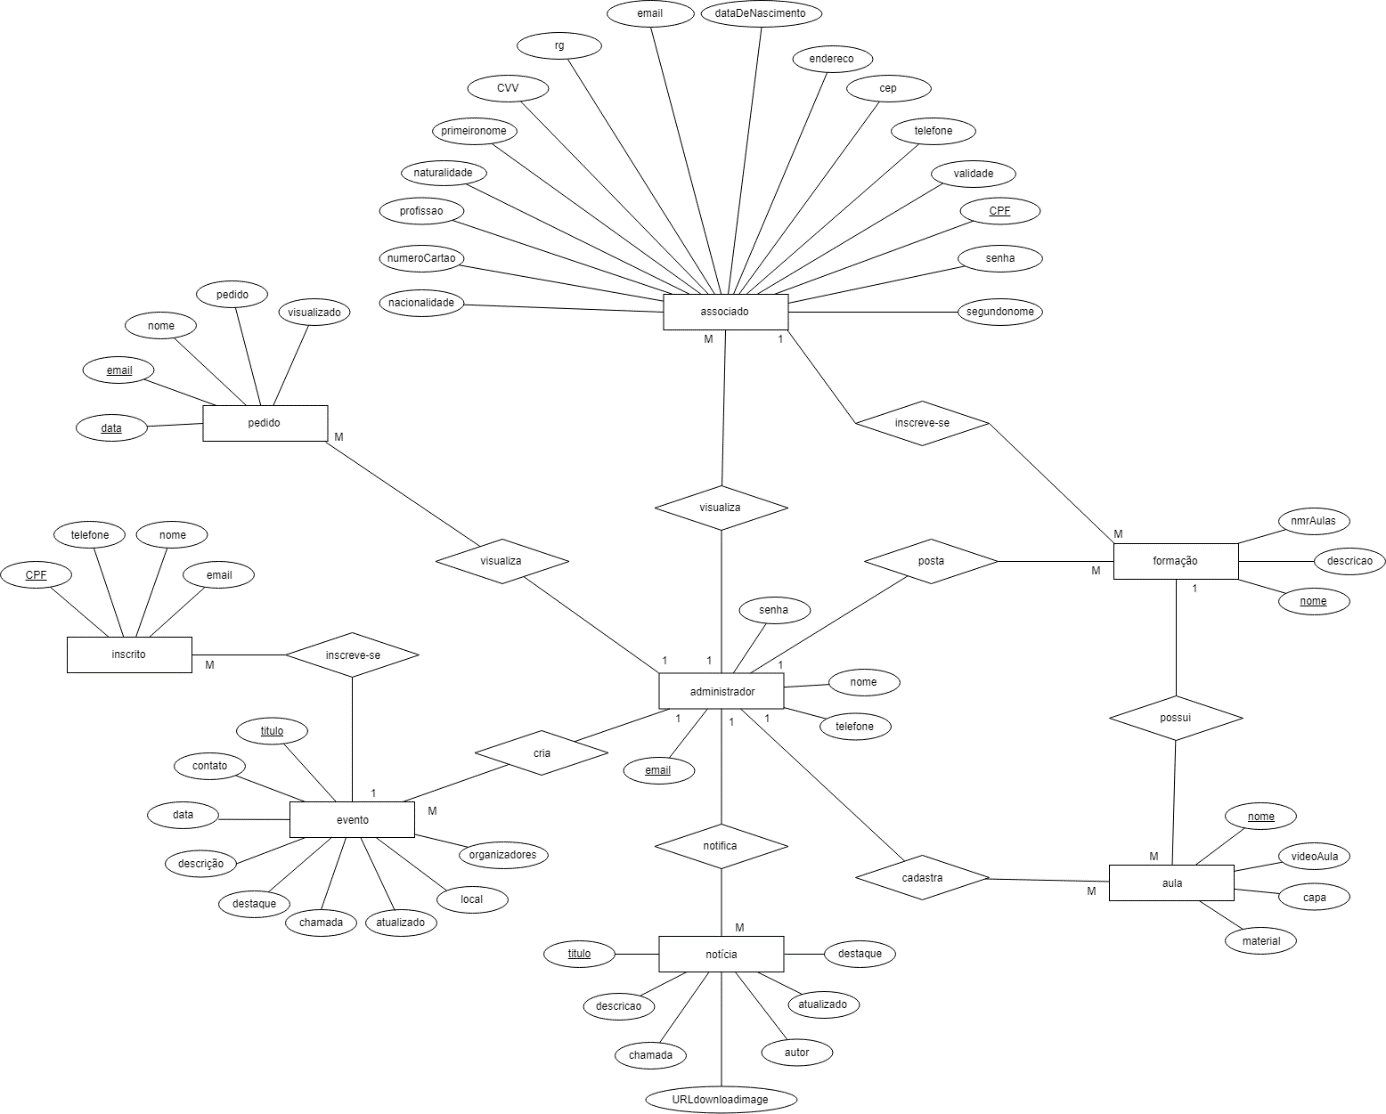 email
dataDeNascimento
rg
endereco
CVV
cep
primeironome
telefone
naturalidade
validade
profissao
CPF
numeroCartao
senha
nacionalidade
segundonome
associado
M
1
pedido
visualizado
nome
email
data
pedido
M
inscreve-se
visualiza
M
nmrAulas
descricao
nome
formação
M
1
posta
visualiza
telefone
nome
CPF
email
inscrito
M
inscreve-se
senha
1
1
1
administrador
nome
telefone
email
1
1
1
possui
titulo
contato
data
descrição
destaque
chamada
atualizado
local
organizadores
evento
1
M
cria
notifica
cadastra
M
M
aula
nome
videoAula
capa
material
M
notícia
titulo
destaque
descricao
atualizado
chamada
autor
URLdownloadimage